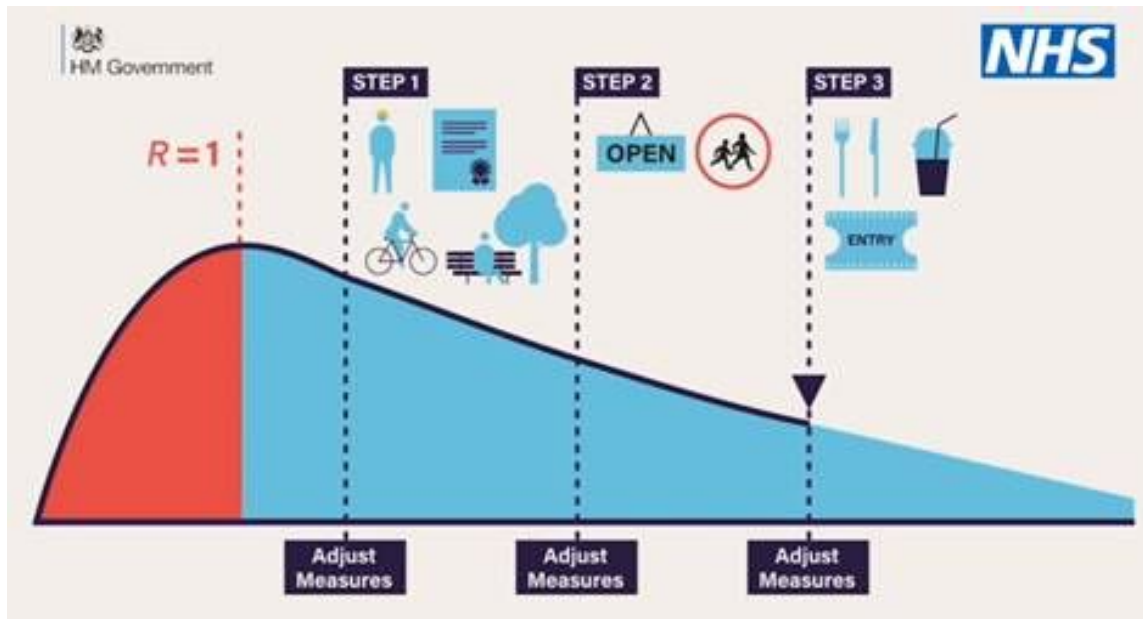 HM Government
NHS
STEP 1
STEP 2
STEP 3
R = 1
OPEN
ENTRY
Adjust
Measures
Adjust
Measures
Adjust
Measures